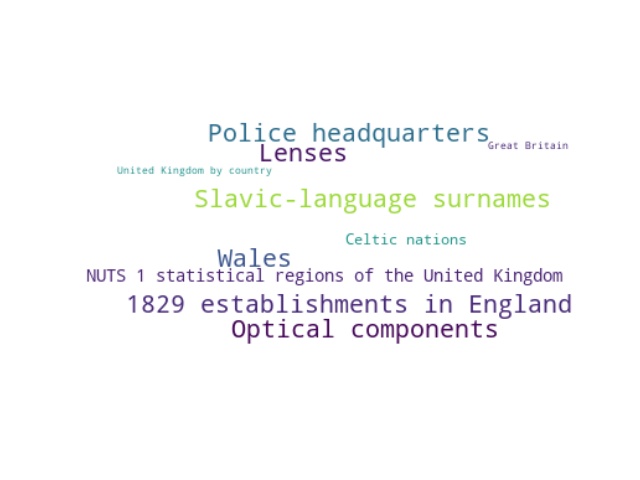 Police headquarters
Great Britain
Lenses
United Kingdom by country
Slavic-language surnames
Celtic nations
Wales
NUTS 1 statistical regions of the United Kingdom
1829 establishments in England
Optical components